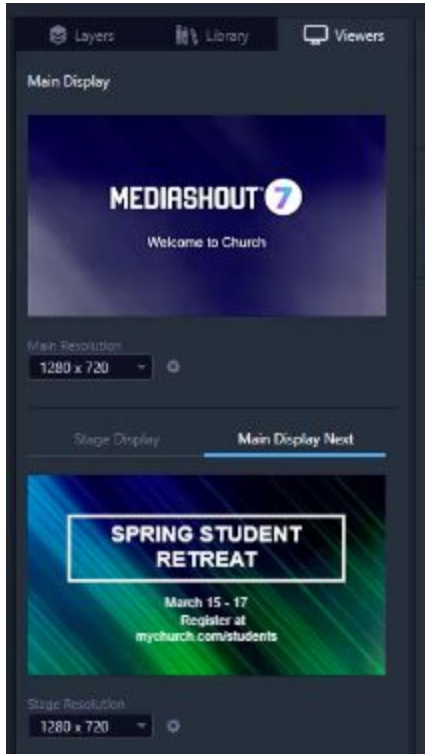 Layers Library Viewers
Main Display
MEDIASHOUT 7
Welcome to Church
Main Resolution
1280 x 720
Stage Display Main Display Next
SPRING STUDENT
RETREAT
March 15 - 17
Register at
mychurch.com/students
Stage Resolution
1280 x 720